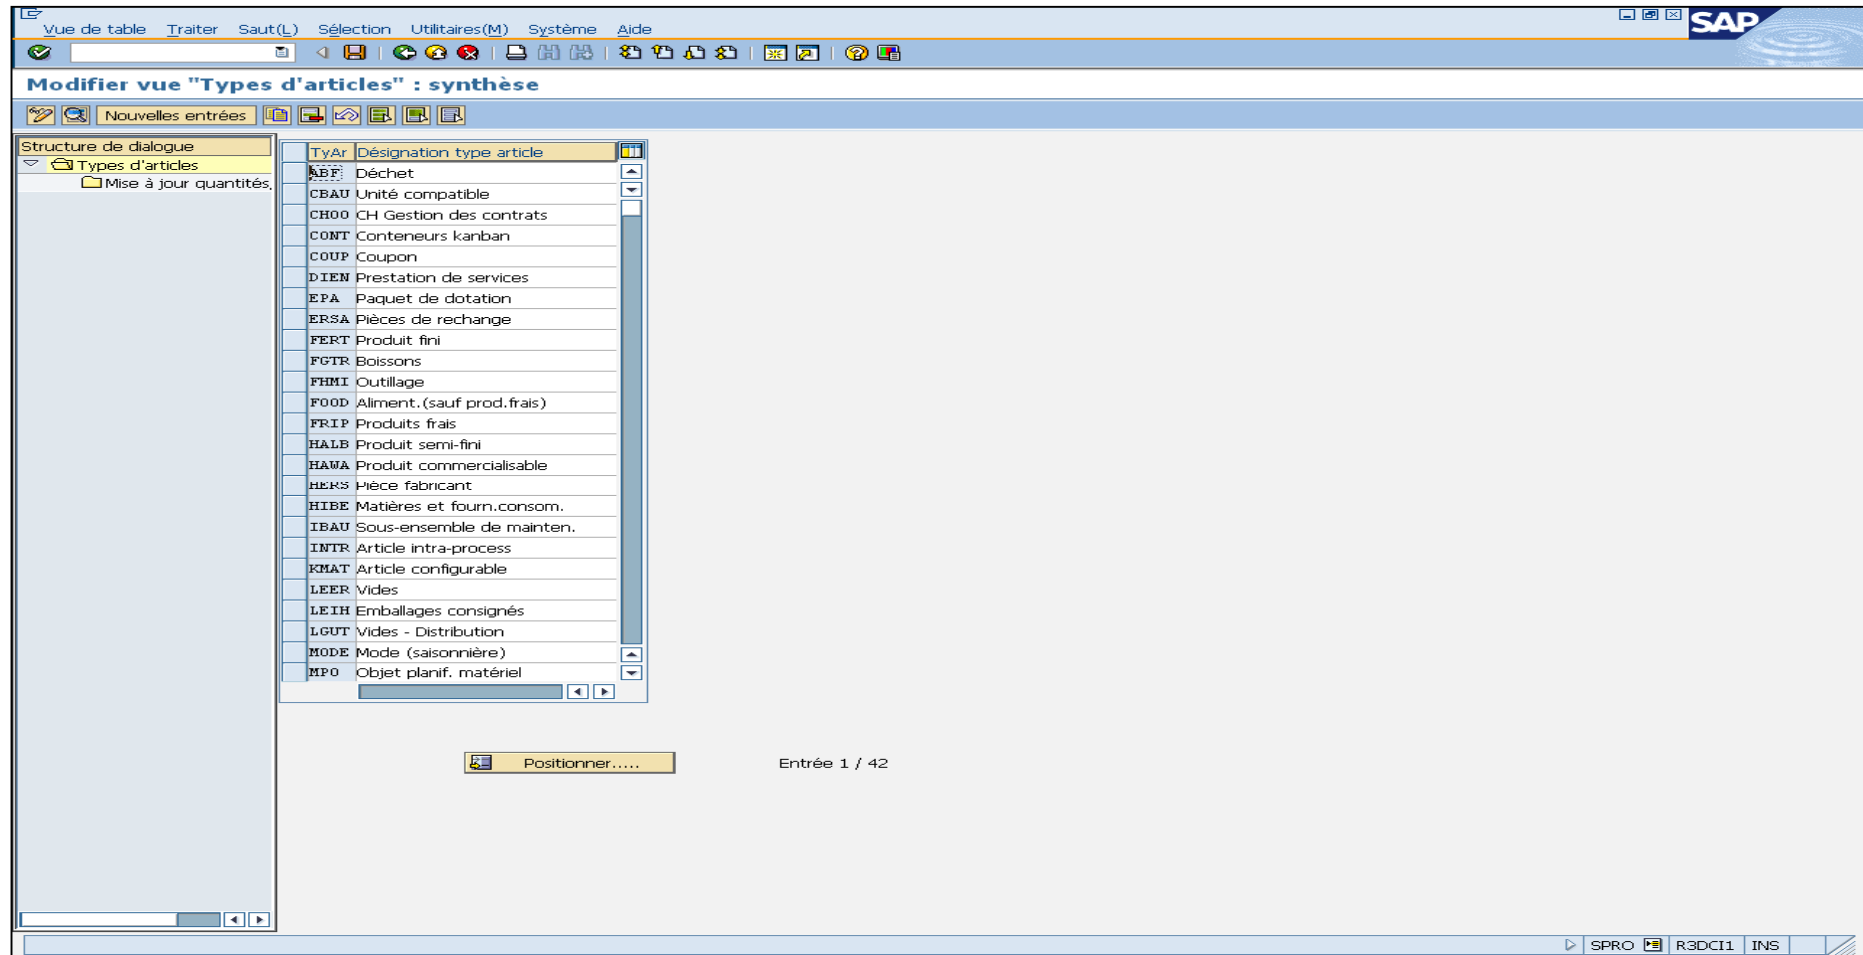 Vue de table Traiter Saut(L) Sélection Utilitaires(M) Système Aide
SAP
Modifier vue "Types d'articles" : synthèse
Nouvelles entrées
Structure de dialogue
Types d'articles
Mise à jour quantités
TyAr Désignation type article
ABF Déchet
CBAU Unité compatible
CH00 CH Gestion des contrats
CONT Conteneurs kanban
COUP Coupon
DIEN Prestation de services
EPA Paquet de dotation
ERSA Pièces de rechange
FERT Produit fini
FGTR Boissons
FHMI Outillage
FOOD Aliment.(sauf prod.frais)
FRIP Produits frais
HALB Produit semi-fini
HAWA Produit commercialisable
HERS Pièce fabricant
HIBE Matières et fourn.consom.
IBAU Sous-ensemble de mainten.
INTR Article intra-process
KMAT Article configurable
LEER Vides
LEIH Emballages consignés
LGUT Vides - Distribution
MODE Mode (saisonnière)
MPO Objet planif. matériel
Positionner..... Entrée 1 / 42
SPRO R3DCI1 INS